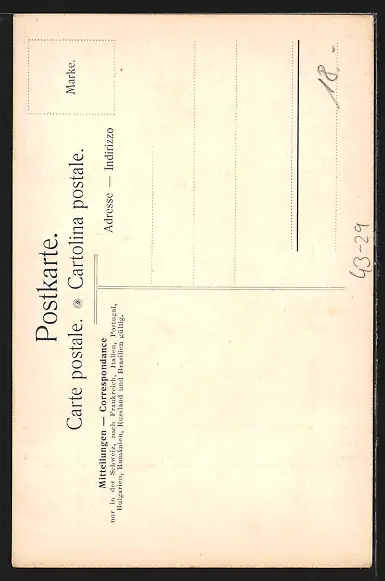 Postkarte.
Carte postale. Cartolina postale.
Marke.
Mitteilungen — Correspondance
nur in der Schweiz, nach Frankreich, Italien, Portugal,
Bulgarien, Rumänien, Russland und Brasilien gültig.
Adresse — Indirizzo
18.-
43-29